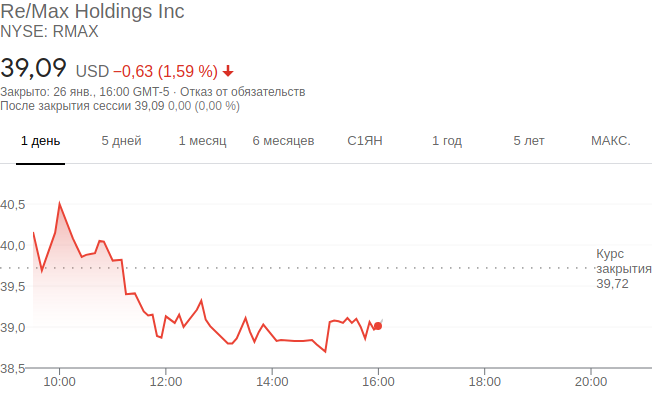 Re/Max Holdings Inc
NYSE: RMAX
39,09 USD −0,63 (1,59 %)
Закрыто: 26 янв., 16:00 GMT-5 · Отказ от обязательств
После закрытия сессии 39,09 0,00 (0,00 %)
1 день 5 дней 1 месяц 6 месяцев С1ЯН 1 год 5 лет МАКС.
40,5
40,0
Курс
закрытия
39,72
39,5
39,0
38,5
10:00 12:00 14:00 16:00 18:00 20:00